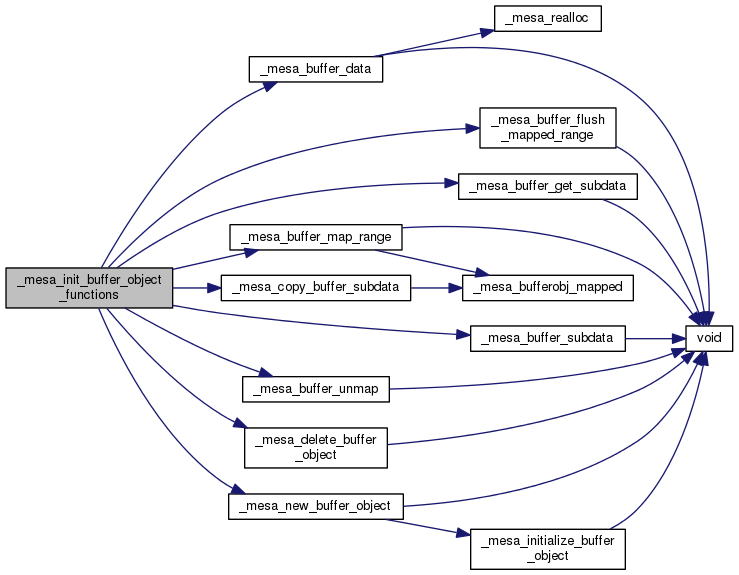 _mesa_realloc
_mesa_buffer_data
_mesa_buffer_flush
_mapped_range
_mesa_buffer_get_subdata
_mesa_buffer_map_range
_mesa_init_buffer_object
_functions
_mesa_copy_buffer_subdata
_mesa_bufferobj_mapped
_mesa_buffer_subdata
void
_mesa_buffer_unmap
_mesa_delete_buffer
_object
_mesa_new_buffer_object
_mesa_initialize_buffer
_object